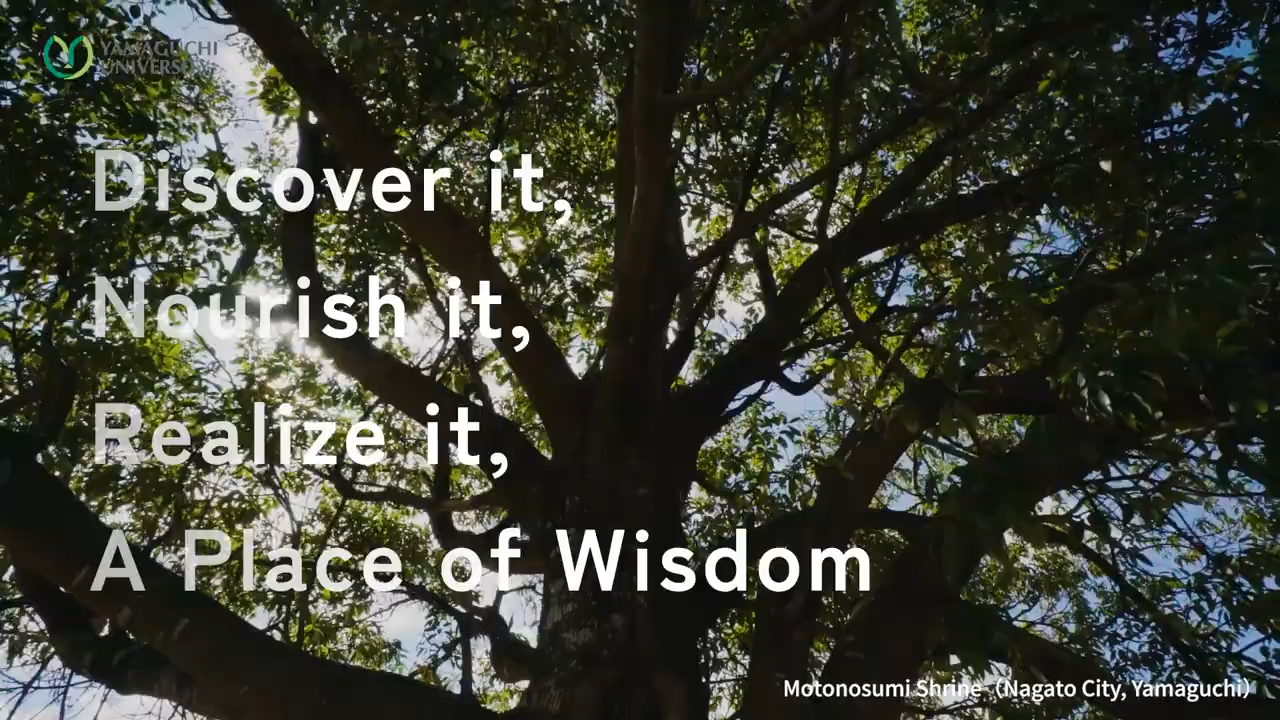 YAMAGUCHI
UNIVERSITY
Discover it,
Nourish it,
Realize it,
A Place of Wisdom
Motonosumi Shrine（Nagato City, Yamaguchi）